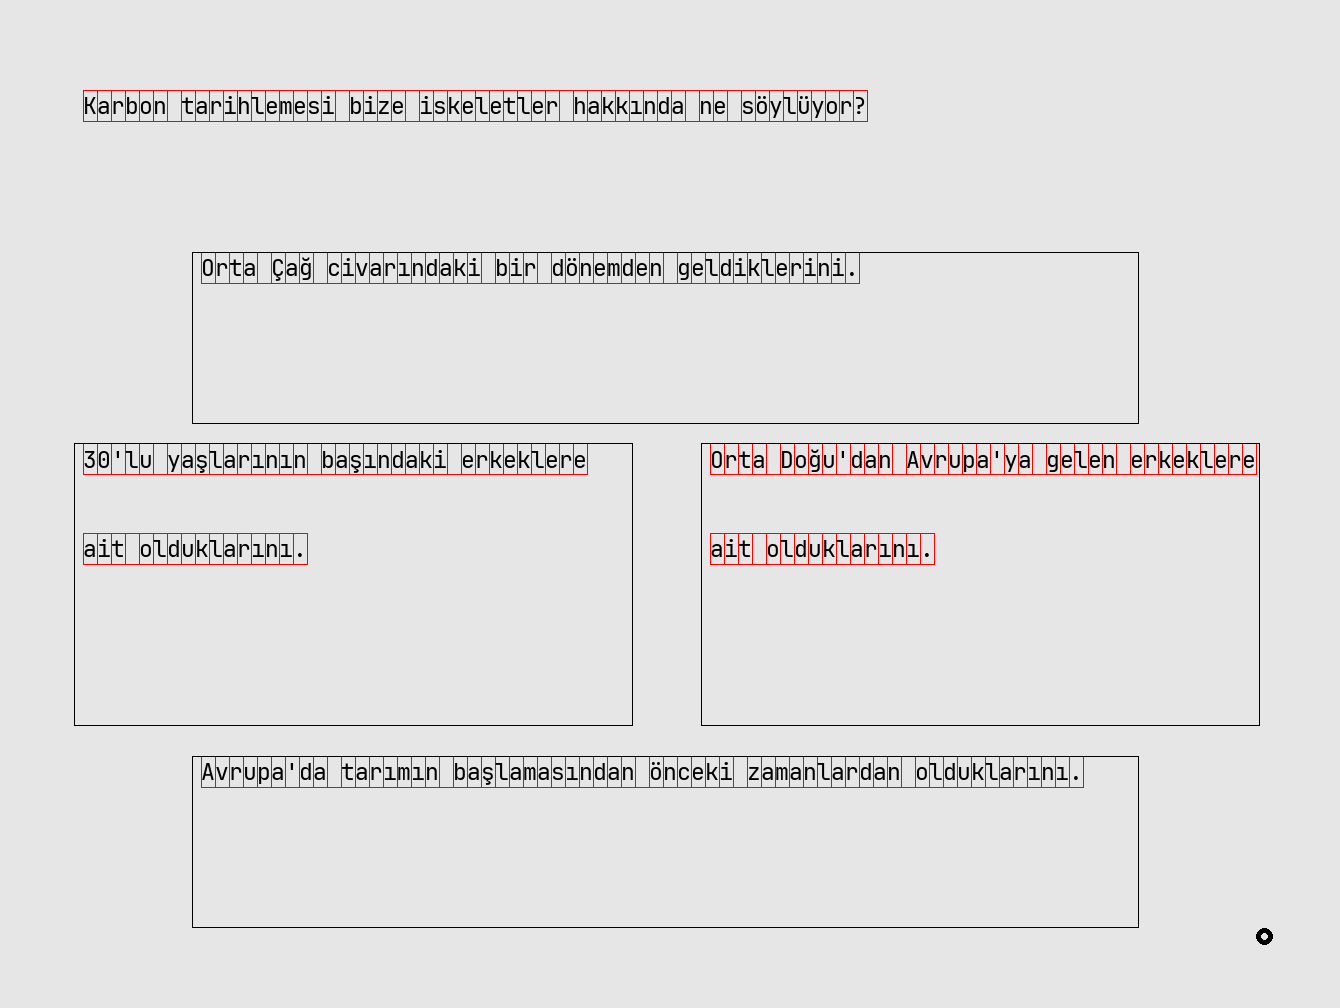 Karbon tarihlemesi bize iskeletler hakkında ne söylüyor?
Orta Çağ civarındaki bir dönemden geldiklerini.
30'lu yaşlarının başındaki erkeklere
ait olduklarını.
Orta Doğu'dan Avrupa'ya gelen erkeklere
ait olduklarını.
Avrupa'da tarımın başlamasından önceki zamanlardan olduklarını.